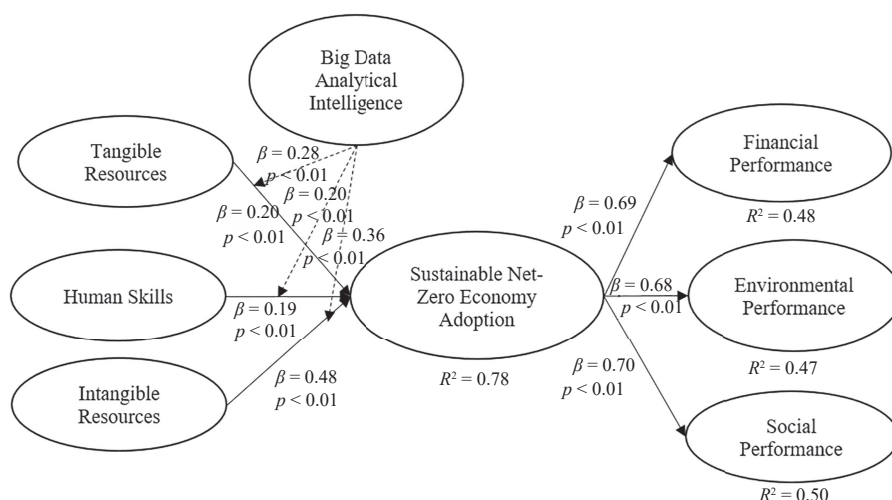 Big Data
Analytical
Intelligence
Tangible
Resources
β = 0.28
p < 0.01
β = 0.20
p < 0.01
β = 0.20
p < 0.01
β = 0.36
p < 0.01
Financial
Performance
R² = 0.48
β = 0.69
p < 0.01
Human Skills
β = 0.19
p < 0.01
Sustainable Net-
Zero Economy
Adoption
R² = 0.78
β = 0.68
p < 0.01
Environmental
Performance
R² = 0.47
Intangible
Resources
β = 0.48
p < 0.01
β = 0.70
p < 0.01
Social
Performance
R² = 0.50